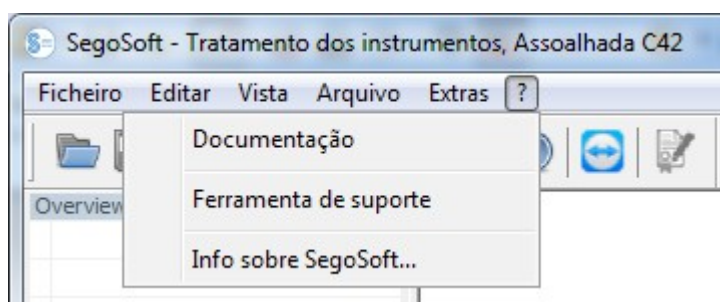 SegoSoft - Tratamento dos instrumentos, Assoalhada C42
Ficheiro Editar Vista Arquivo Extras ?
Documentação
Overview
Ferramenta de suporte
Info sobre SegoSoft...